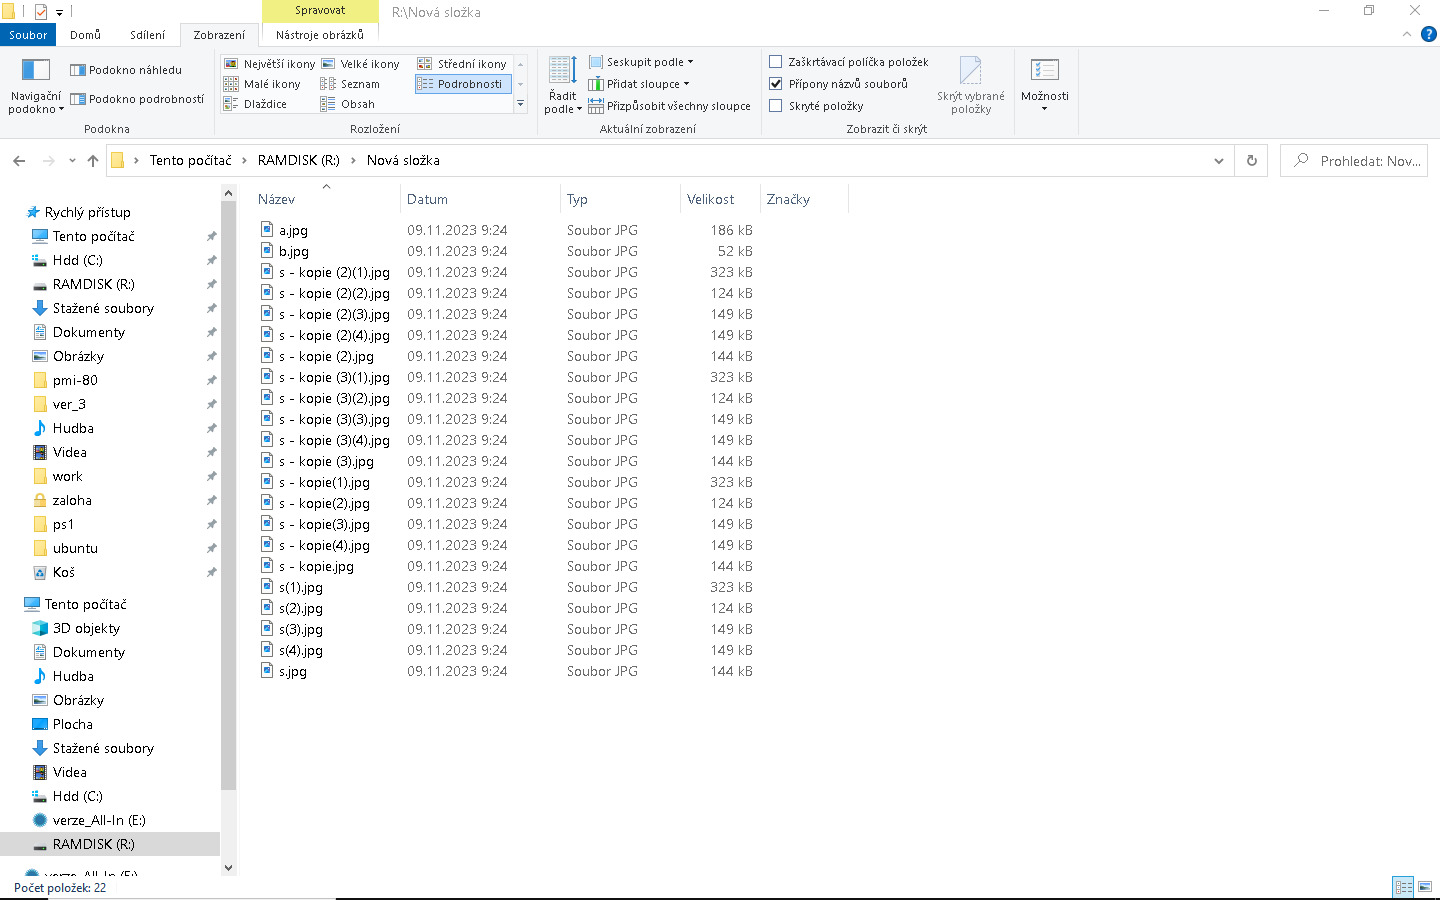 Spravovat
R:\Nová složka
Soubor Domů Sdílení Zobrazení Nástroje obrázků
Navigační podokno
Podokno náhledu
Podokno podrobností
Podokna
Největší ikony Velké ikony Střední ikony
Malé ikony Seznam Podrobnosti
Dlaždice Obsah
Rozložení
Řadit podle
Seskupit podle
Přidat sloupce
Přizpůsobit všechny sloupce
Aktuální zobrazení
Zaškrtávací políčka položek
Přípony názvů souborů
Skryté položky
Skrýt vybrané položky
Zobrazit či skrýt
Možnosti
Tento počítač RAMDISK (R:) Nová složka
Prohledat: Nov...
Rychlý přístup
Tento počítač
Hdd (C:)
RAMDISK (R:)
Stažené soubory
Dokumenty
Obrázky
pmi-80
ver_3
Hudba
Videa
work
zaloha
ps1
ubuntu
Koš
Tento počítač
3D objekty
Dokumenty
Hudba
Obrázky
Plocha
Stažené soubory
Videa
Hdd (C:)
verze_All-In (E:)
RAMDISK (R:)
verze_All-In (E:)
Název Datum Typ Velikost Značky
a.jpg 09.11.2023 9:24 Soubor JPG 186 kB
b.jpg 09.11.2023 9:24 Soubor JPG 52 kB
s - kopie (2)(1).jpg 09.11.2023 9:24 Soubor JPG 323 kB
s - kopie (2)(2).jpg 09.11.2023 9:24 Soubor JPG 124 kB
s - kopie (2)(3).jpg 09.11.2023 9:24 Soubor JPG 149 kB
s - kopie (2)(4).jpg 09.11.2023 9:24 Soubor JPG 149 kB
s - kopie (2).jpg 09.11.2023 9:24 Soubor JPG 144 kB
s - kopie (3)(1).jpg 09.11.2023 9:24 Soubor JPG 323 kB
s - kopie (3)(2).jpg 09.11.2023 9:24 Soubor JPG 124 kB
s - kopie (3)(3).jpg 09.11.2023 9:24 Soubor JPG 149 kB
s - kopie (3)(4).jpg 09.11.2023 9:24 Soubor JPG 149 kB
s - kopie (3).jpg 09.11.2023 9:24 Soubor JPG 144 kB
s - kopie(1).jpg 09.11.2023 9:24 Soubor JPG 323 kB
s - kopie(2).jpg 09.11.2023 9:24 Soubor JPG 124 kB
s - kopie(3).jpg 09.11.2023 9:24 Soubor JPG 149 kB
s - kopie(4).jpg 09.11.2023 9:24 Soubor JPG 149 kB
s - kopie.jpg 09.11.2023 9:24 Soubor JPG 144 kB
s(1).jpg 09.11.2023 9:24 Soubor JPG 323 kB
s(2).jpg 09.11.2023 9:24 Soubor JPG 124 kB
s(3).jpg 09.11.2023 9:24 Soubor JPG 149 kB
s(4).jpg 09.11.2023 9:24 Soubor JPG 149 kB
s.jpg 09.11.2023 9:24 Soubor JPG 144 kB
Počet položek: 22